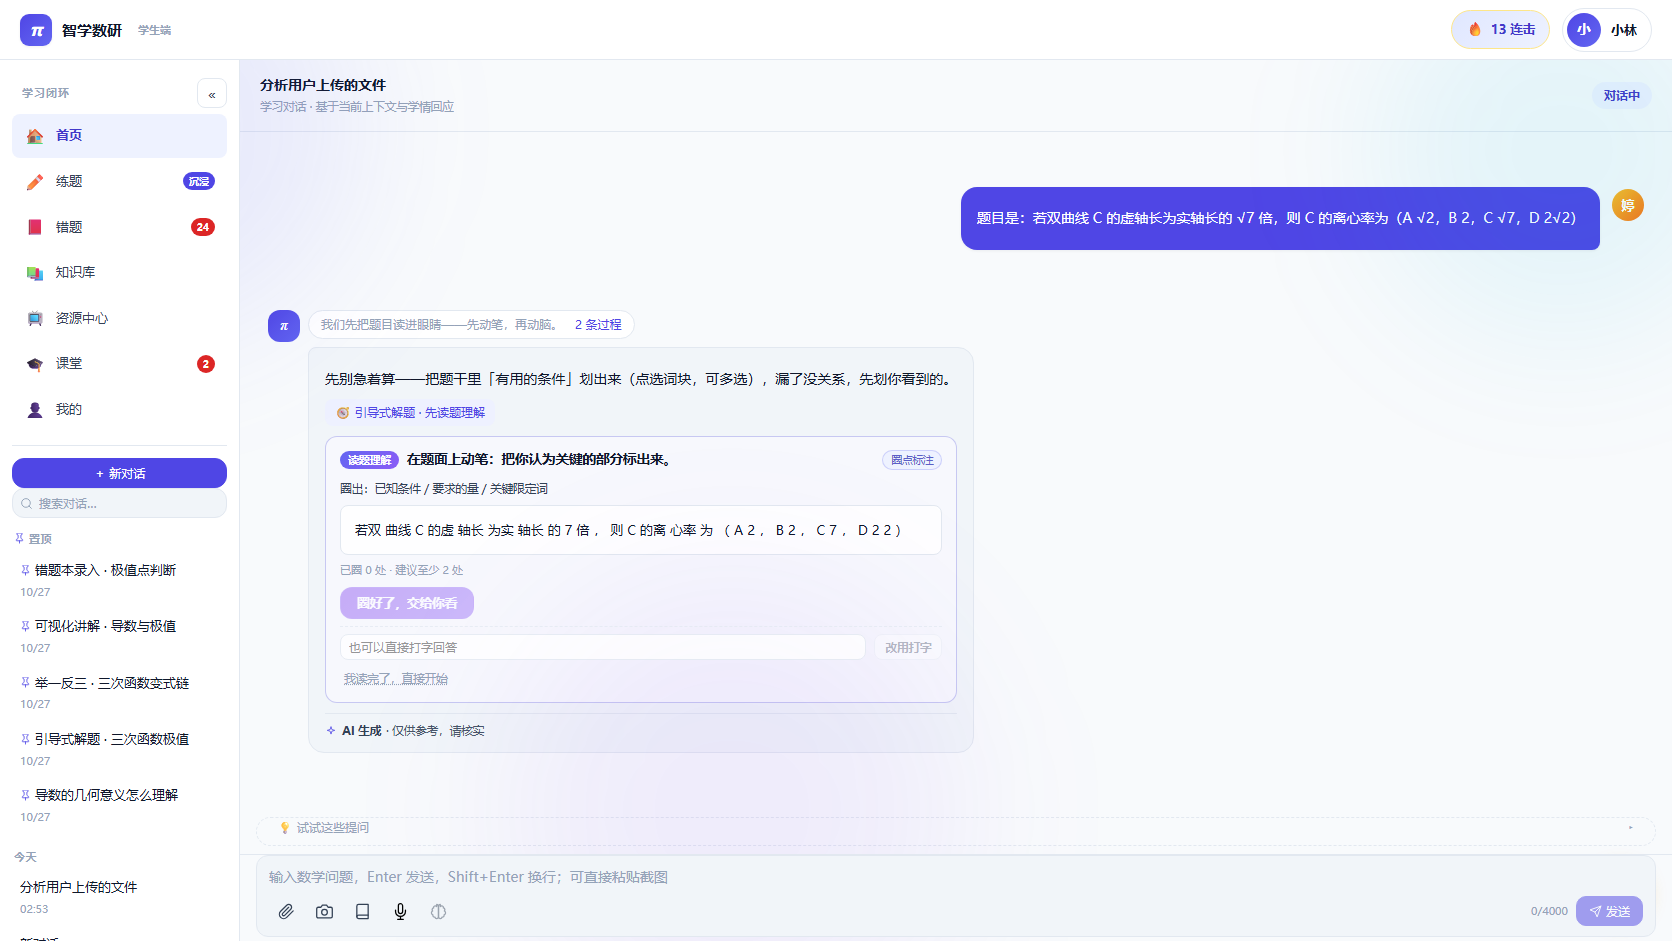 π 智学数研 学生端
13 连击
小 小林
学习闭环 «
首页
练题 沉浸
错题 24
知识库
资源中心
课堂 2
我的
+ 新对话
搜索对话...
置顶
错题本录入 · 极值点判断
10/27
可视化讲解 · 导数与极值
10/27
举一反三 · 三次函数变式链
10/27
引导式解题 · 三次函数极值
10/27
导数的几何意义怎么理解
10/27
今天
分析用户上传的文件
02:53
分析用户上传的文件
学习对话 · 基于当前上下文与学情回应
对话中
题目是：若双曲线 C 的虚轴长为实轴长的 √7 倍，则 C 的离心率为（A √2，B 2，C √7，D 2√2）
婷
π
我们先把题目读进眼睛——先动笔，再动脑。 2 条过程
先别急着算——把题干里「有用的条件」划出来（点选词块，可多选），漏了没关系，先划你看到的。
引导式解题 · 先读题理解
读题理解 在题面上动笔：把你认为关键的部分标出来。 圈点标注
圈出：已知条件 / 要求的量 / 关键限定词
若双 曲线 C 的虚 轴长 为实 轴长 的 7 倍 ， 则 C 的离 心率 为 （ A 2 ， B 2 ， C 7 ， D 2 2 ）
已圈 0 处 · 建议至少 2 处
圈好了，交给你看
也可以直接打字回答 改用打字
我读完了，直接开始
AI 生成 · 仅供参考，请核实
试试这些提问
输入数学问题，Enter 发送，Shift+Enter 换行；可直接粘贴截图
0/4000 发送